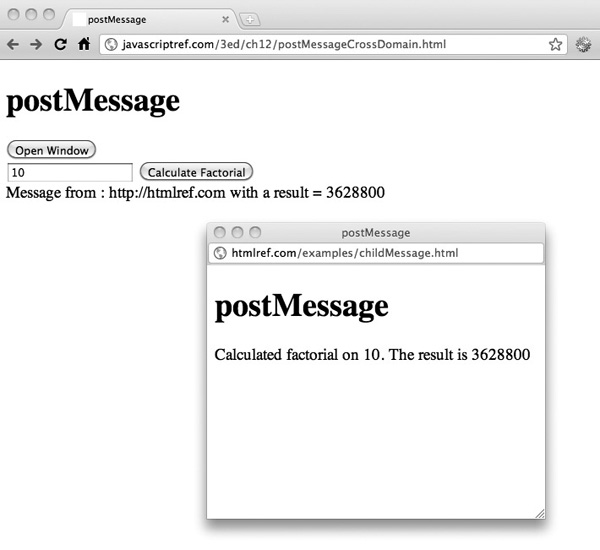 postMessage
javascriptref.com/3ed/ch12/postMessageCrossDomain.html
postMessage
Open Window
10 Calculate Factorial
Message from : http://htmlref.com with a result = 3628800
postMessage
htmlref.com/examples/childMessage.html
postMessage
Calculated factorial on 10. The result is 3628800